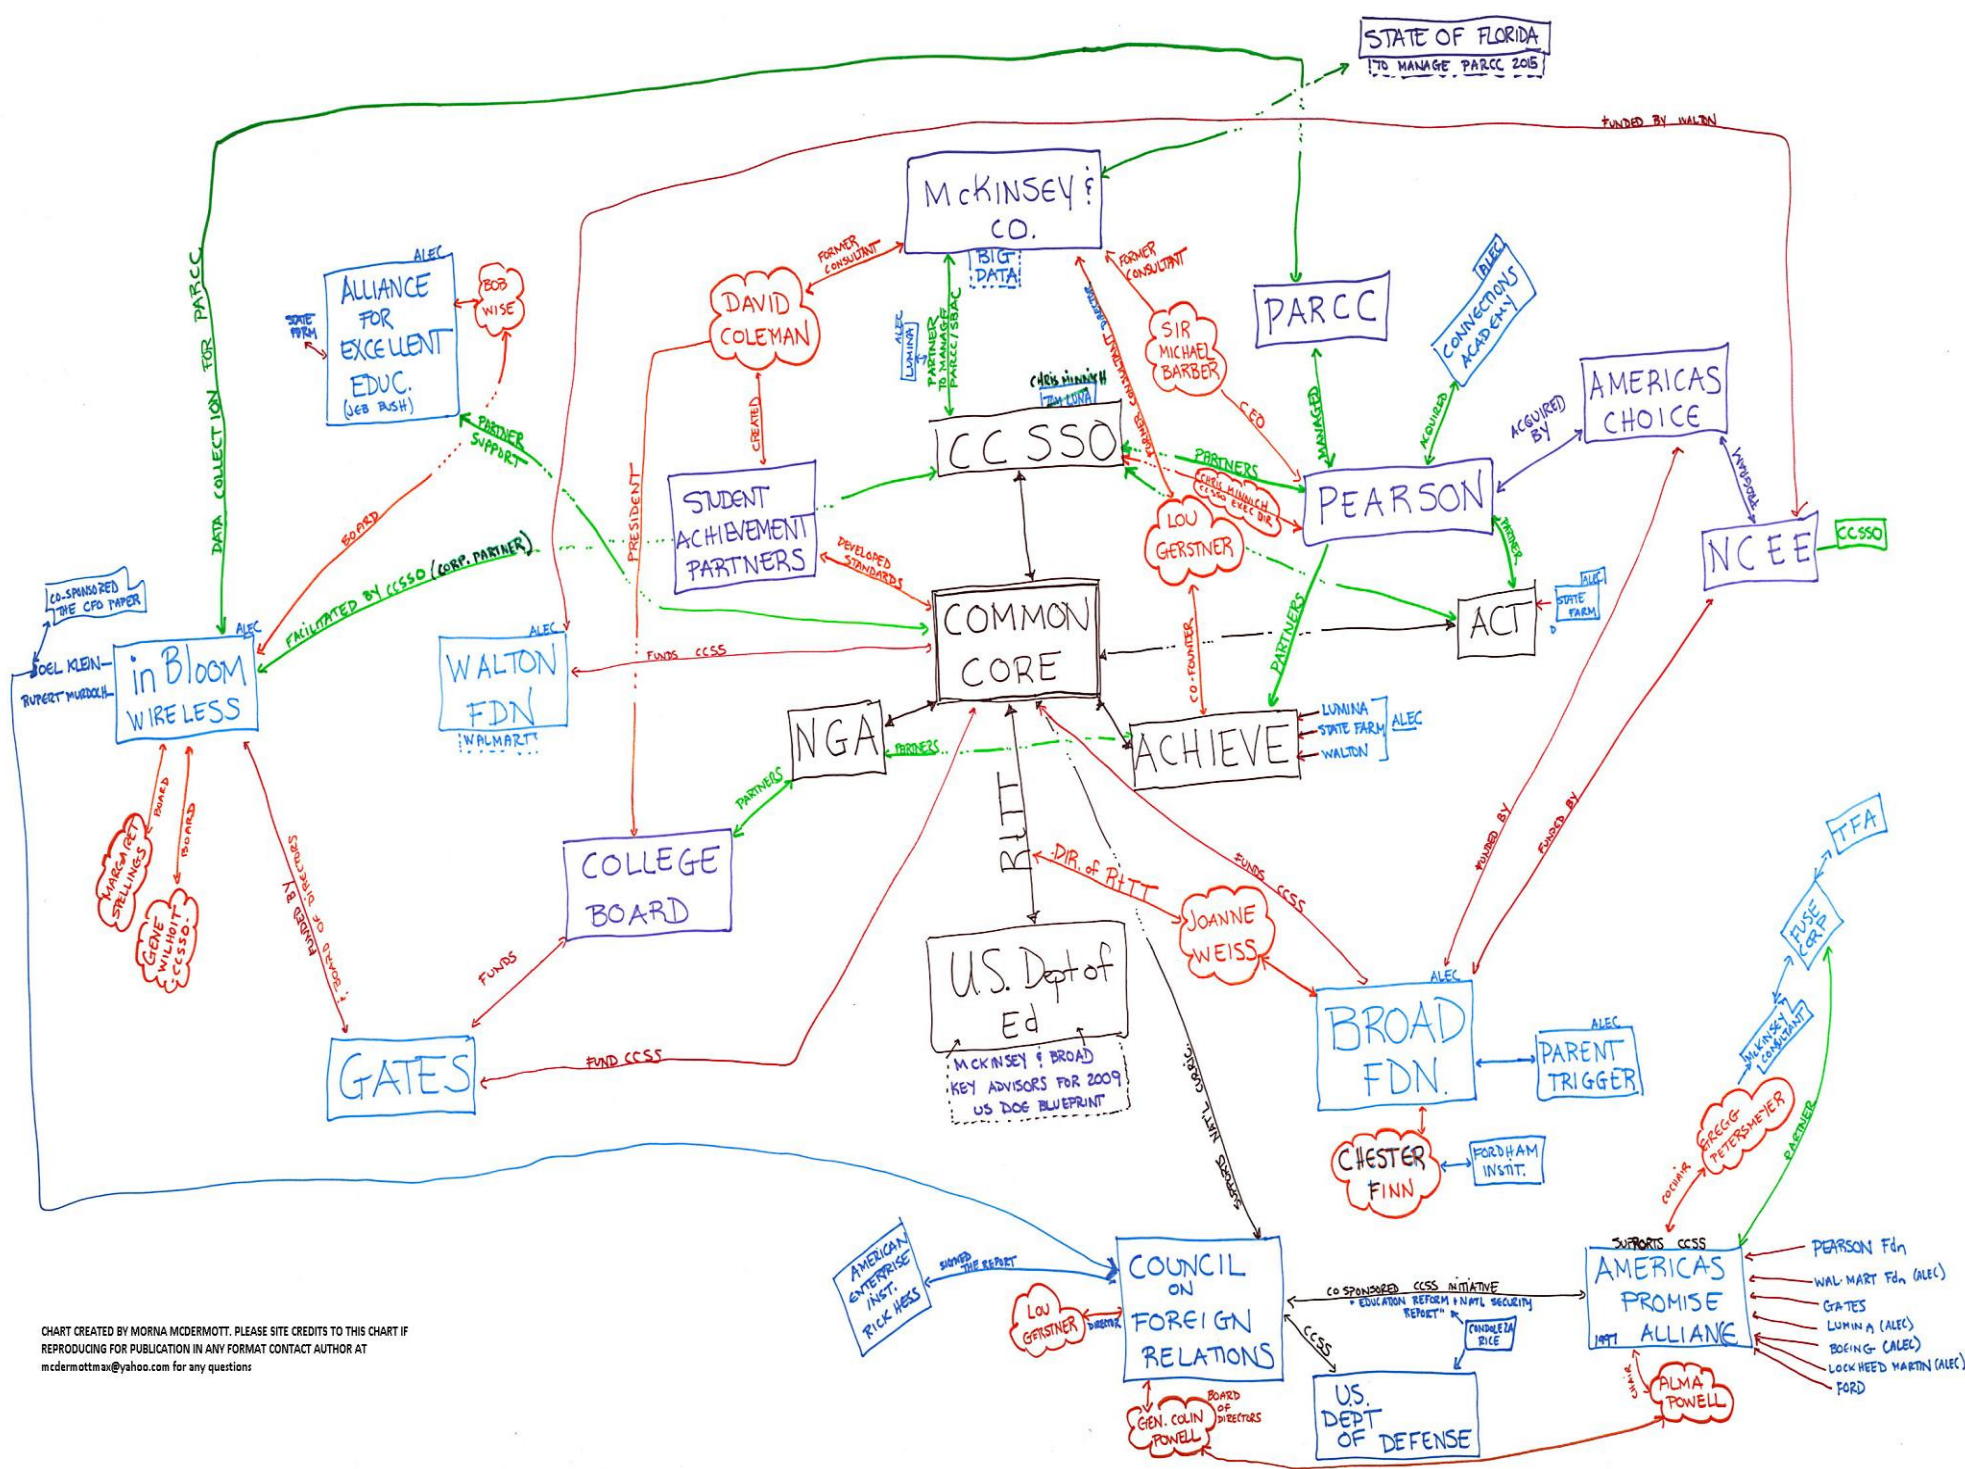 STATE OF FLORIDA
TO MANAGE PARCC 2015
FUNDED BY WALTON
McKINSEY &
CO.
BIG
DATA
FORMER
CONSULTANT
FORMER
CONSULTANT
ALEC
ALLIANCE
FOR
EXCELLENT
EDUC.
(JEB BUSH)
STATE
FARM
BOB
WISE
DAVID
COLEMAN
ALEC
LUMINA
PARTNER
TO MANAGE
PARCC/SBAC
SIR
MICHAEL
BARBER
CEO
PARCC
MANAGED
ALEC
CONNECTIONS
ACADEMY
ACQUIRED
AMERICAS
CHOICE
ACQUIRED
BY
PROGRAM
DATA COLLECTION FOR PARCC
PARTNER
SUPPORT
CREATED
CHRIS MINNICH
TOM LUNA
CCSSO
PARTNERS
CHRIS MINNICH
CCSSO EXEC DIR.
PEARSON
STUDENT
ACHIEVEMENT
PARTNERS
PRESIDENT
BOARD
DEVELOPED
STANDARDS
LOU
GERSTNER
PARTNER
NCEE
CCSSO
FACILITATED BY CCSSO (CORP. PARTNER)
CO-SPONSORED
THE CFO PAPER
ALEC
inBLOOM
WIRELESS
JOEL KLEIN
RUPERT MURDOCH
ALEC
WALTON
FDN
WALMART
FUNDS CCSS
COMMON
CORE
ACT
ALEC
STATE
FARM
PARTNERS
CO-FOUNDER
NGA
PARTNERS
ACHIEVE
LUMINA
STATE FARM
WALTON
ALEC
PARTNERS
BOARD
BOARD
MARGARET
SPELLINGS
GENE
WILHOIT
CCSSO
FUNDED BY
& BOARD OF DIRECTORS
COLLEGE
BOARD
FUNDS
GATES
FUND CCSS
RtTT
DIR. of RtTT
JOANNE
WEISS
FUNDS CCSS
FUNDED BY
FUNDED BY
TFA
FUSE
CORP
U.S. Dept of
Ed
MCKINSEY & BROAD
KEY ADVISORS FOR 2009
US DOE BLUEPRINT
ALEC
BROAD
FDN.
ALEC
PARENT
TRIGGER
MCKINSEY
CONSULTANT
GREGG
PETERSMEYER
PARTNER
COCHAIR
CHESTER
FINN
FORDHAM
INSTIT.
SUPPORTS NAT'L CURRIC.
AMERICAN
ENTERPRISE
INST.
RICK HESS
SIGNED
THE REPORT
COUNCIL
ON
FOREIGN
RELATIONS
LOU
GERSTNER
DIRECTOR
CO SPONSORED CCSS INITIATIVE
"EDUCATION REFORM & NATL SECURITY
REPORT"
CONDOLEZA
RICE
CCSS
U.S.
DEPT
OF DEFENSE
GEN. COLIN
POWELL
BOARD
OF
DIRECTORS
SUPPORTS CCSS
AMERICAS
PROMISE
1997 ALLIANCE
CHAIR
ALMA
POWELL
PEARSON Fdn
WAL-MART Fdn (ALEC)
GATES
LUMINA (ALEC)
BOEING (ALEC)
LOCKHEED MARTIN (ALEC)
FORD
CHART CREATED BY MORNA MCDERMOTT. PLEASE SITE CREDITS TO THIS CHART IF
REPRODUCING FOR PUBLICATION IN ANY FORMAT CONTACT AUTHOR AT
mcdermottmax@yahoo.com for any questions